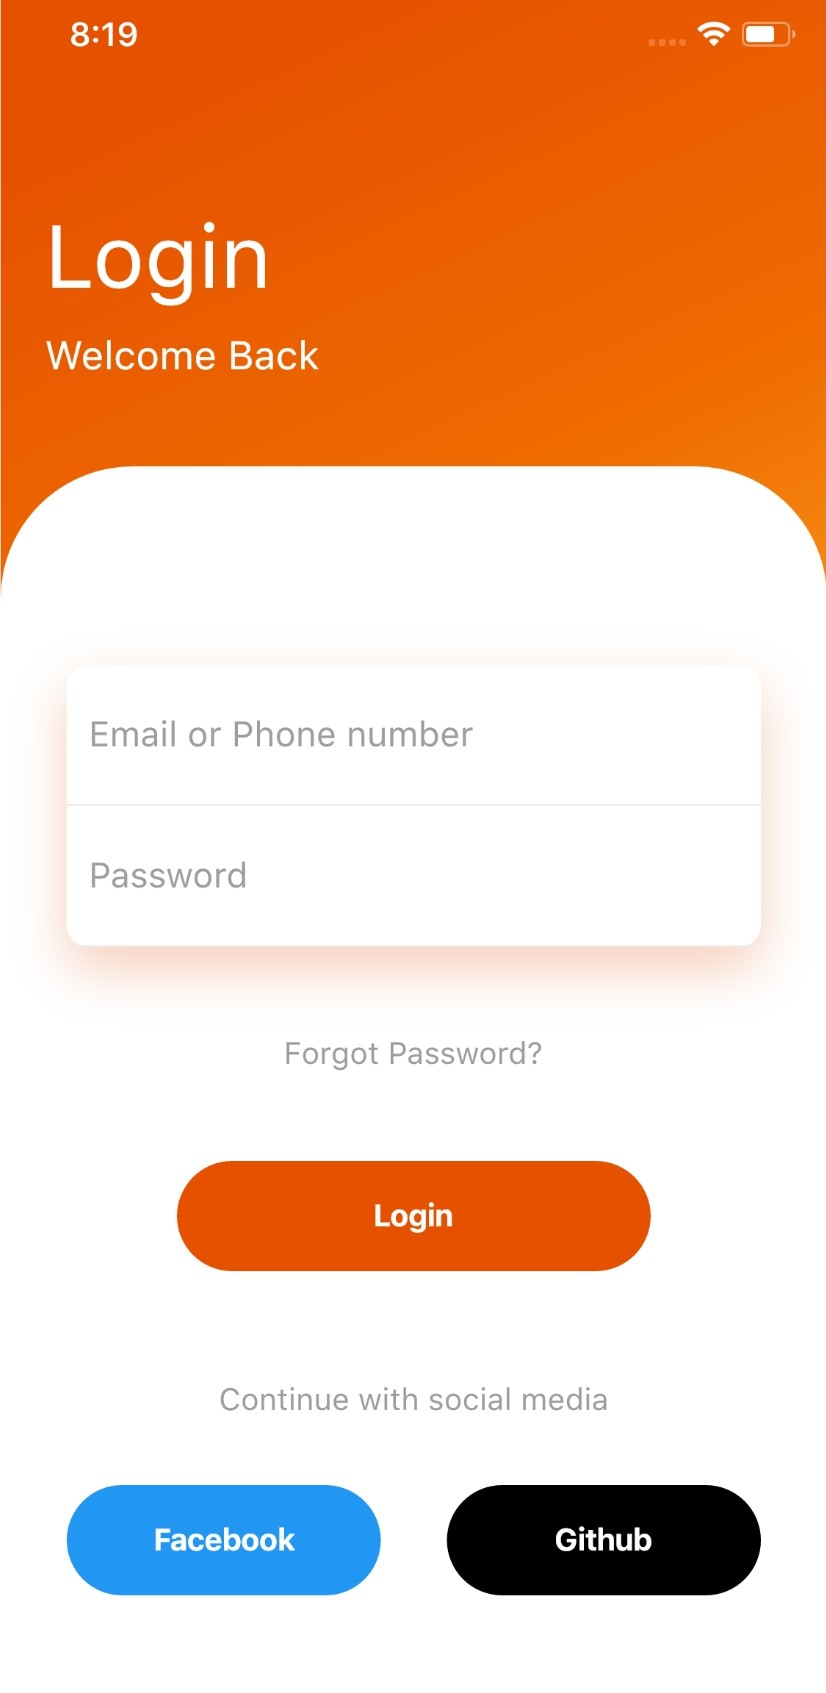 8:19
Login
Welcome Back
Email or Phone number
Password
Forgot Password?
Login
Continue with social media
Facebook
Github